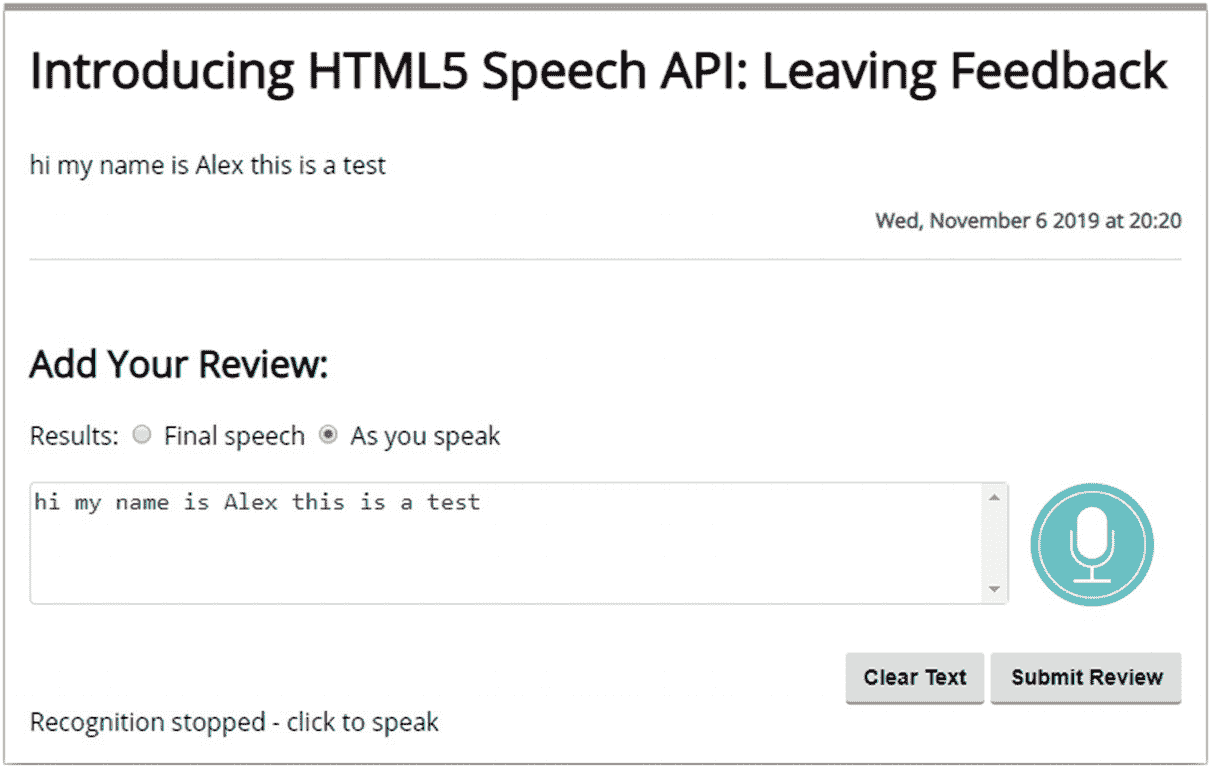 Introducing HTML5 Speech API: Leaving Feedback
hi my name is Alex this is a test
Wed, November 6 2019 at 20:20
Add Your Review:
Results: Final speech As you speak
hi my name is Alex this is a test
Clear Text Submit Review
Recognition stopped - click to speak